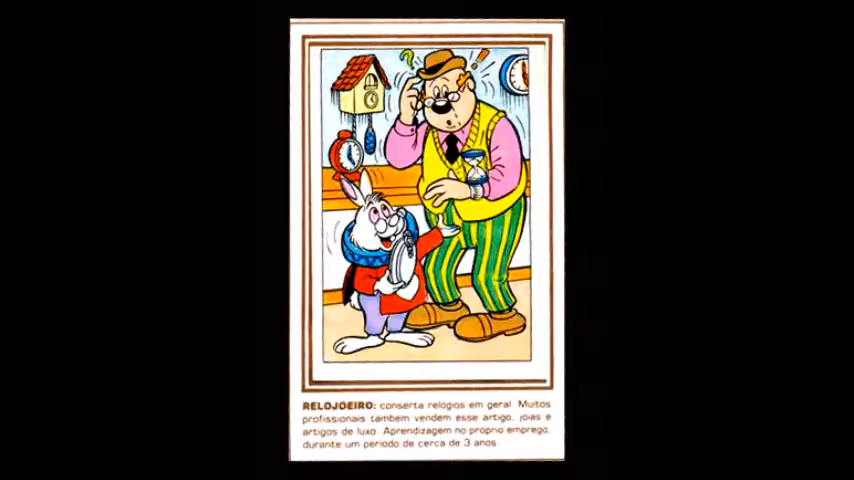 ? !
RELOJOEIRO: conserta relógios em geral. Muitos
profissionais também vendem esse artigo, jóias e
artigos de luxo. Aprendizagem no próprio emprego,
durante um período de cerca de 3 anos.